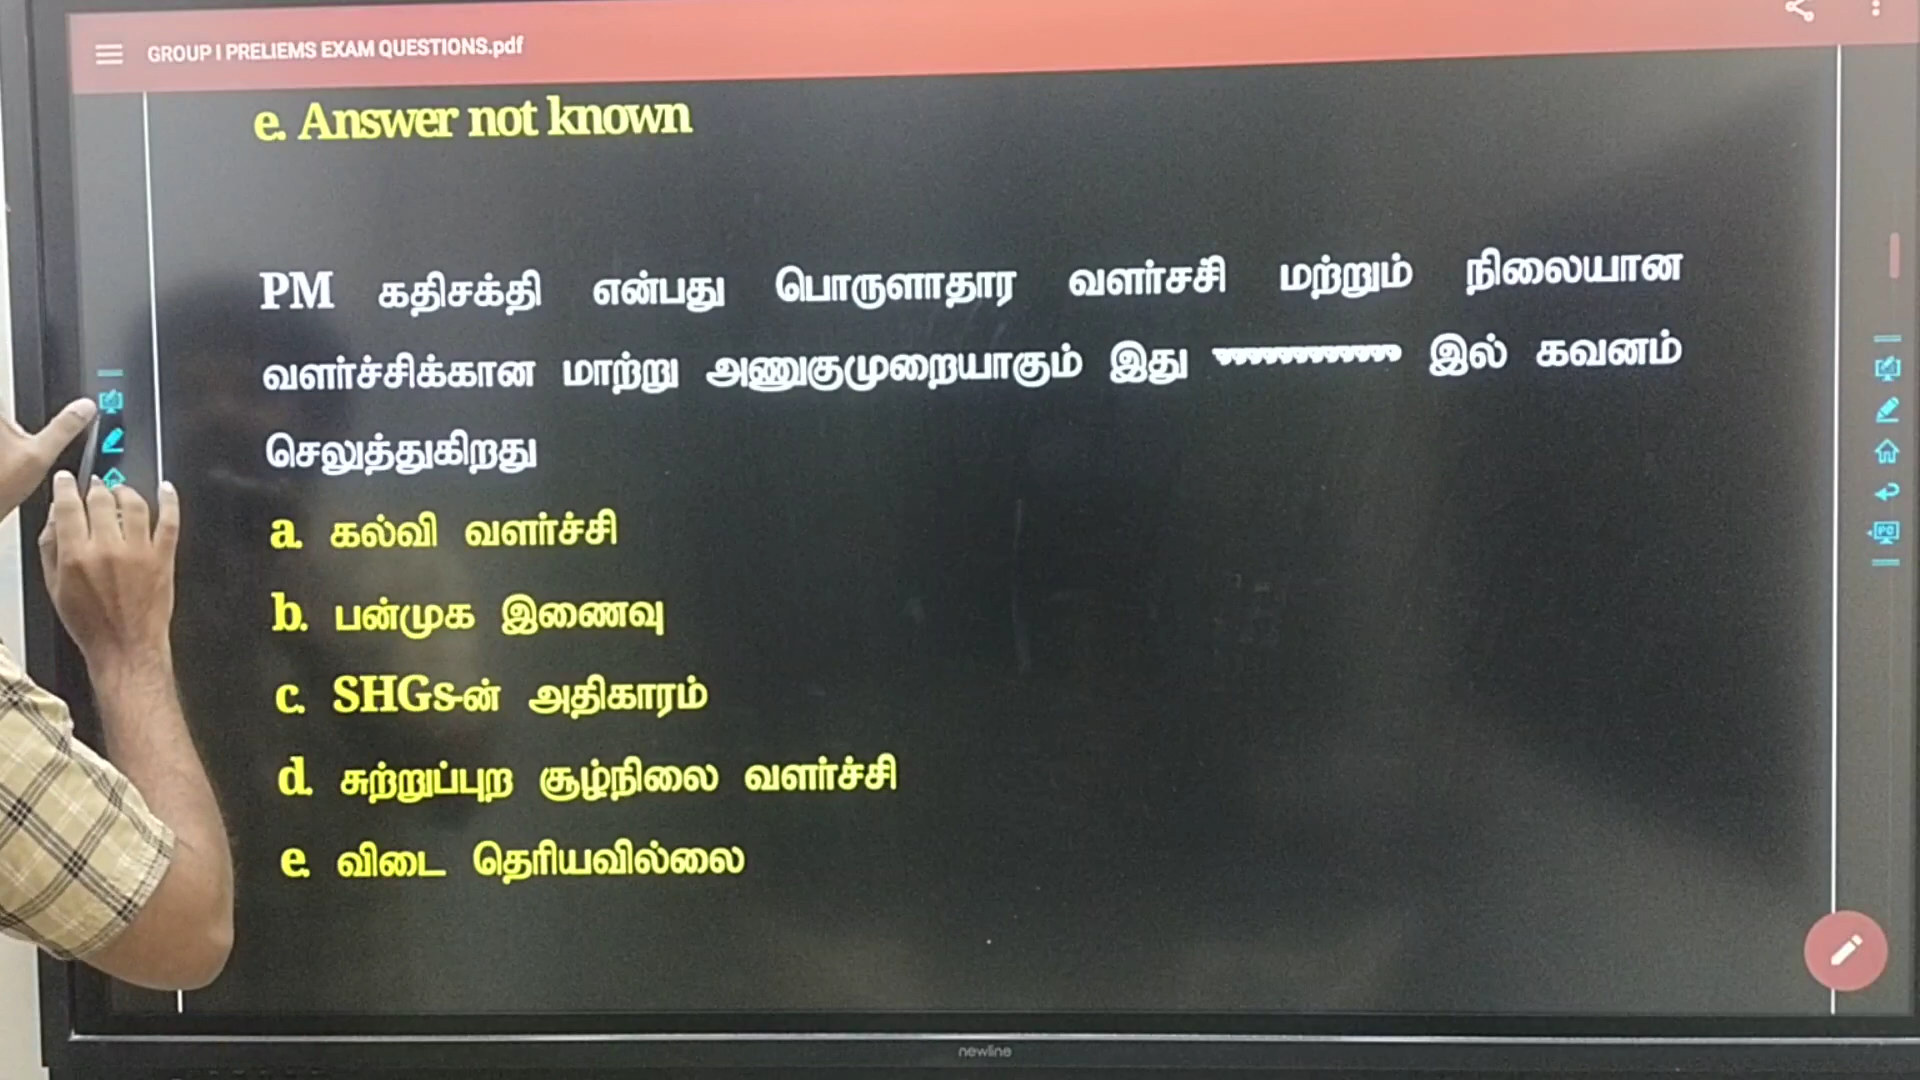 GROUP I PRELIEMS EXAM QUESTIONS.pdf
e. Answer not known
PM கதிசக்தி என்பது பொருளாதார வளர்சசி மற்றும் நிலையான
வளர்ச்சிக்கான மாற்று அணுகுமுறையாகும் இது இல் கவனம்
செலுத்துகிறது
a. கல்வி வளர்ச்சி
b. பன்முக இணைவு
c. SHGs-ன் அதிகாரம்
d. சுற்றுப்புற சூழ்நிலை வளர்ச்சி
e. விடை தெரியவில்லை
newline